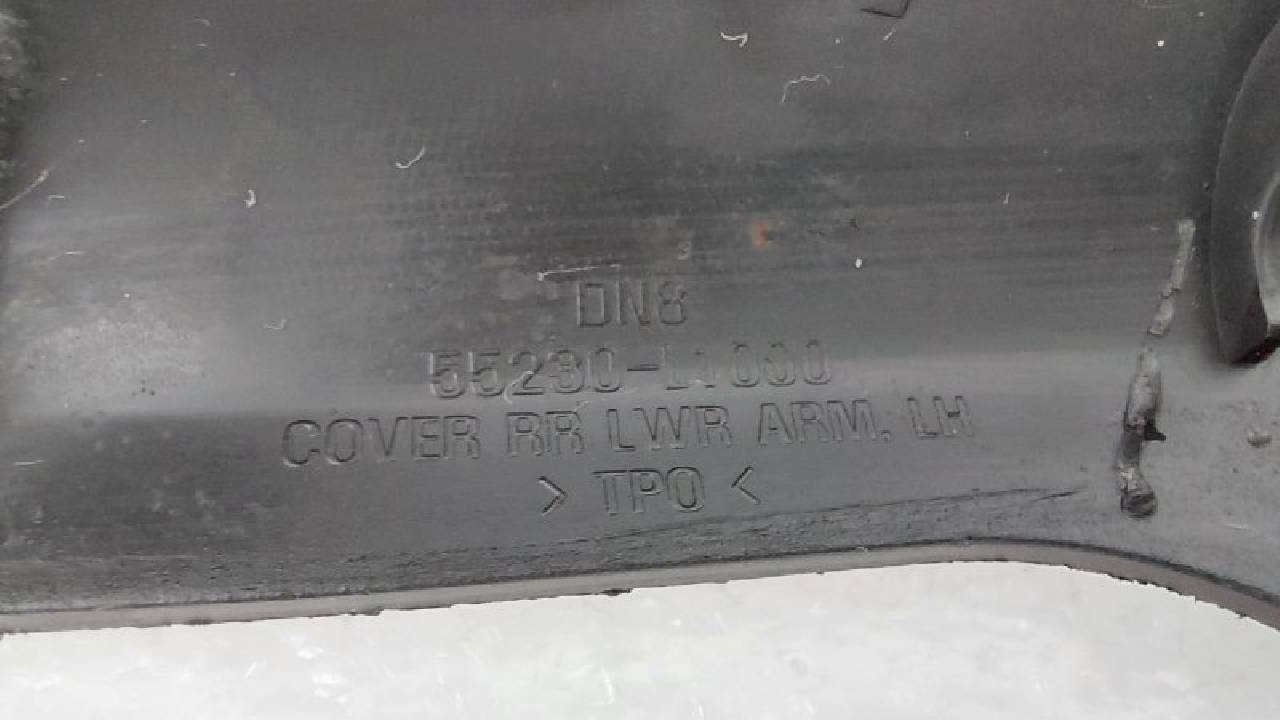 DN8
55230-L1000
COVER RR LWR ARM, LH
> TPO <